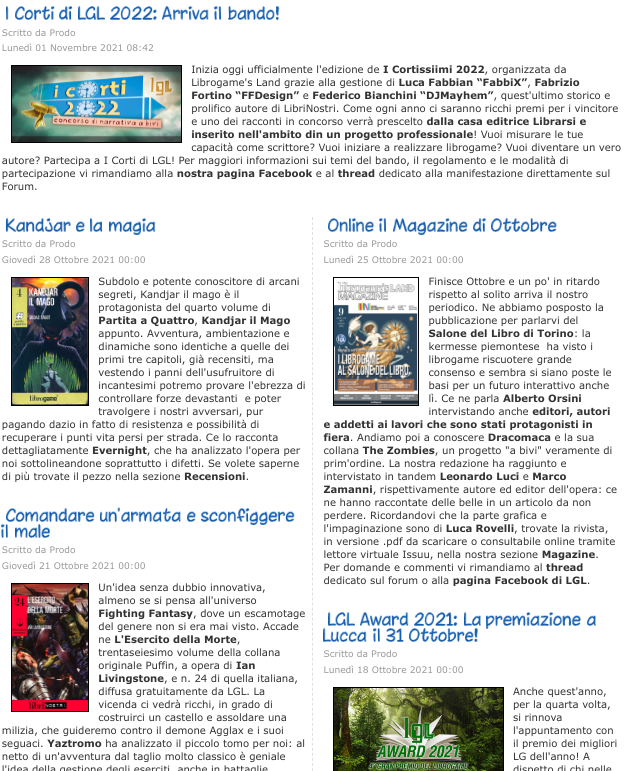 I Corti di LGL 2022: Arriva il bando!
Scritto da Prodo
Lunedì 01 Novembre 2021 08:42
i corti
lgl
2022
concorso di narrativa a bivi
Inizia oggi ufficialmente l'edizione de I Cortissiimi 2022, organizzata da
Librogame's Land grazie alla gestione di Luca Fabbian “FabbiX”, Fabrizio
Fortino “FFDesign” e Federico Bianchini “DJMayhem”, quest'ultimo storico e
prolifico autore di LibriNostri. Come ogni anno ci saranno ricchi premi per i vincitore
e uno dei racconti in concorso verrà prescelto dalla casa editrice Librarsi e
inserito nell'ambito din un progetto professionale! Vuoi misurare le tue
capacità come scrittore? Vuoi iniziare a realizzare librogame? Vuoi diventare un vero
autore? Partecipa a I Corti di LGL! Per maggiori informazioni sui temi del bando, il regolamento e le modalità di
partecipazione vi rimandiamo alla nostra pagina Facebook e al thread dedicato alla manifestazione direttamente sul
Forum.
Kandjar e la magia
Scritto da Prodo
Giovedì 28 Ottobre 2021 00:00
4
KANDJAR
IL MAGO
librogame
Subdolo e potente conoscitore di arcani
segreti, Kandjar il mago è il
protagonista del quarto volume di
Partita a Quattro, Kandjar il Mago
appunto. Avventura, ambientazione e
dinamiche sono identiche a quelle dei
primi tre capitoli, già recensiti, ma
vestendo i panni dell'usufruitore di
incantesimi potremo provare l'ebrezza di
controllare forze devastanti e poter
travolgere i nostri avversari, pur
pagando dazio in fatto di resistenza e possibilità di
recuperare i punti vita persi per strada. Ce lo racconta
dettagliatamente Evernight, che ha analizzato l'opera per
noi sottolineandone soprattutto i difetti. Se volete saperne
di più trovate il pezzo nella sezione Recensioni.
Comandare un'armata e sconfiggere
il male
Scritto da Prodo
Giovedì 21 Ottobre 2021 00:00
24
L'ESERCITO
DELLA MORTE
libro NOSTRI
Un'idea senza dubbio innovativa,
almeno se si pensa all'universo
Fighting Fantasy, dove un escamotage
del genere non si era mai visto. Accade
ne L'Esercito della Morte,
trentaseiesimo volume della collana
originale Puffin, a opera di Ian
Livingstone, e n. 24 di quella italiana,
diffusa gratuitamente da LGL. La
vicenda ci vedrà ricchi, in grado di
costruirci un castello e assoldare una
milizia, che guideremo contro il demone Agglax e i suoi
seguaci. Yaztromo ha analizzato il piccolo tomo per noi: al
netto di un'avventura dal taglio molto classico è geniale
l'idea della gestione degli eserciti, anche in battaglie
Online il Magazine di Ottobre
Scritto da Prodo
Lunedì 25 Ottobre 2021 00:00
MAGAZINE
9
I LIBROGAME
AL SALONE DEL LIBRO
Finisce Ottobre e un po' in ritardo
rispetto al solito arriva il nostro
periodico. Ne abbiamo posposto la
pubblicazione per parlarvi del
Salone del Libro di Torino: la
kermesse piemontese ha visto i
librogame riscuotere grande
consenso e sembra si siano poste le
basi per un futuro interattivo anche
lì. Ce ne parla Alberto Orsini
intervistando anche editori, autori
e addetti ai lavori che sono stati protagonisti in
fiera. Andiamo poi a conoscere Dracomaca e la sua
collana The Zombies, un progetto "a bivi" veramente di
prim'ordine. La nostra redazione ha raggiunto e
intervistato in tandem Leonardo Luci e Marco
Zamanni, rispettivamente autore ed editor dell'opera: ce
ne hanno raccontate delle belle in un articolo da non
perdere. Ricordandovi che la parte grafica e
l'impaginazione sono di Luca Rovelli, trovate la rivista,
in versione .pdf da scaricare o consultabile online tramite
lettore virtuale Issuu, nella nostra sezione Magazine.
Per domande e commenti vi rimandiamo al thread
dedicato sul forum o alla pagina Facebook di LGL.
LGL Award 2021: La premiazione a
Lucca il 31 Ottobre!
Scritto da Prodo
Lunedì 18 Ottobre 2021 00:00
lgl
AWARD 2021
Anche quest'anno,
per la quarta volta,
si rinnova
l'appuntamento con
il premio dei migliori
LG dell'anno! A
dispetto di chi nelle